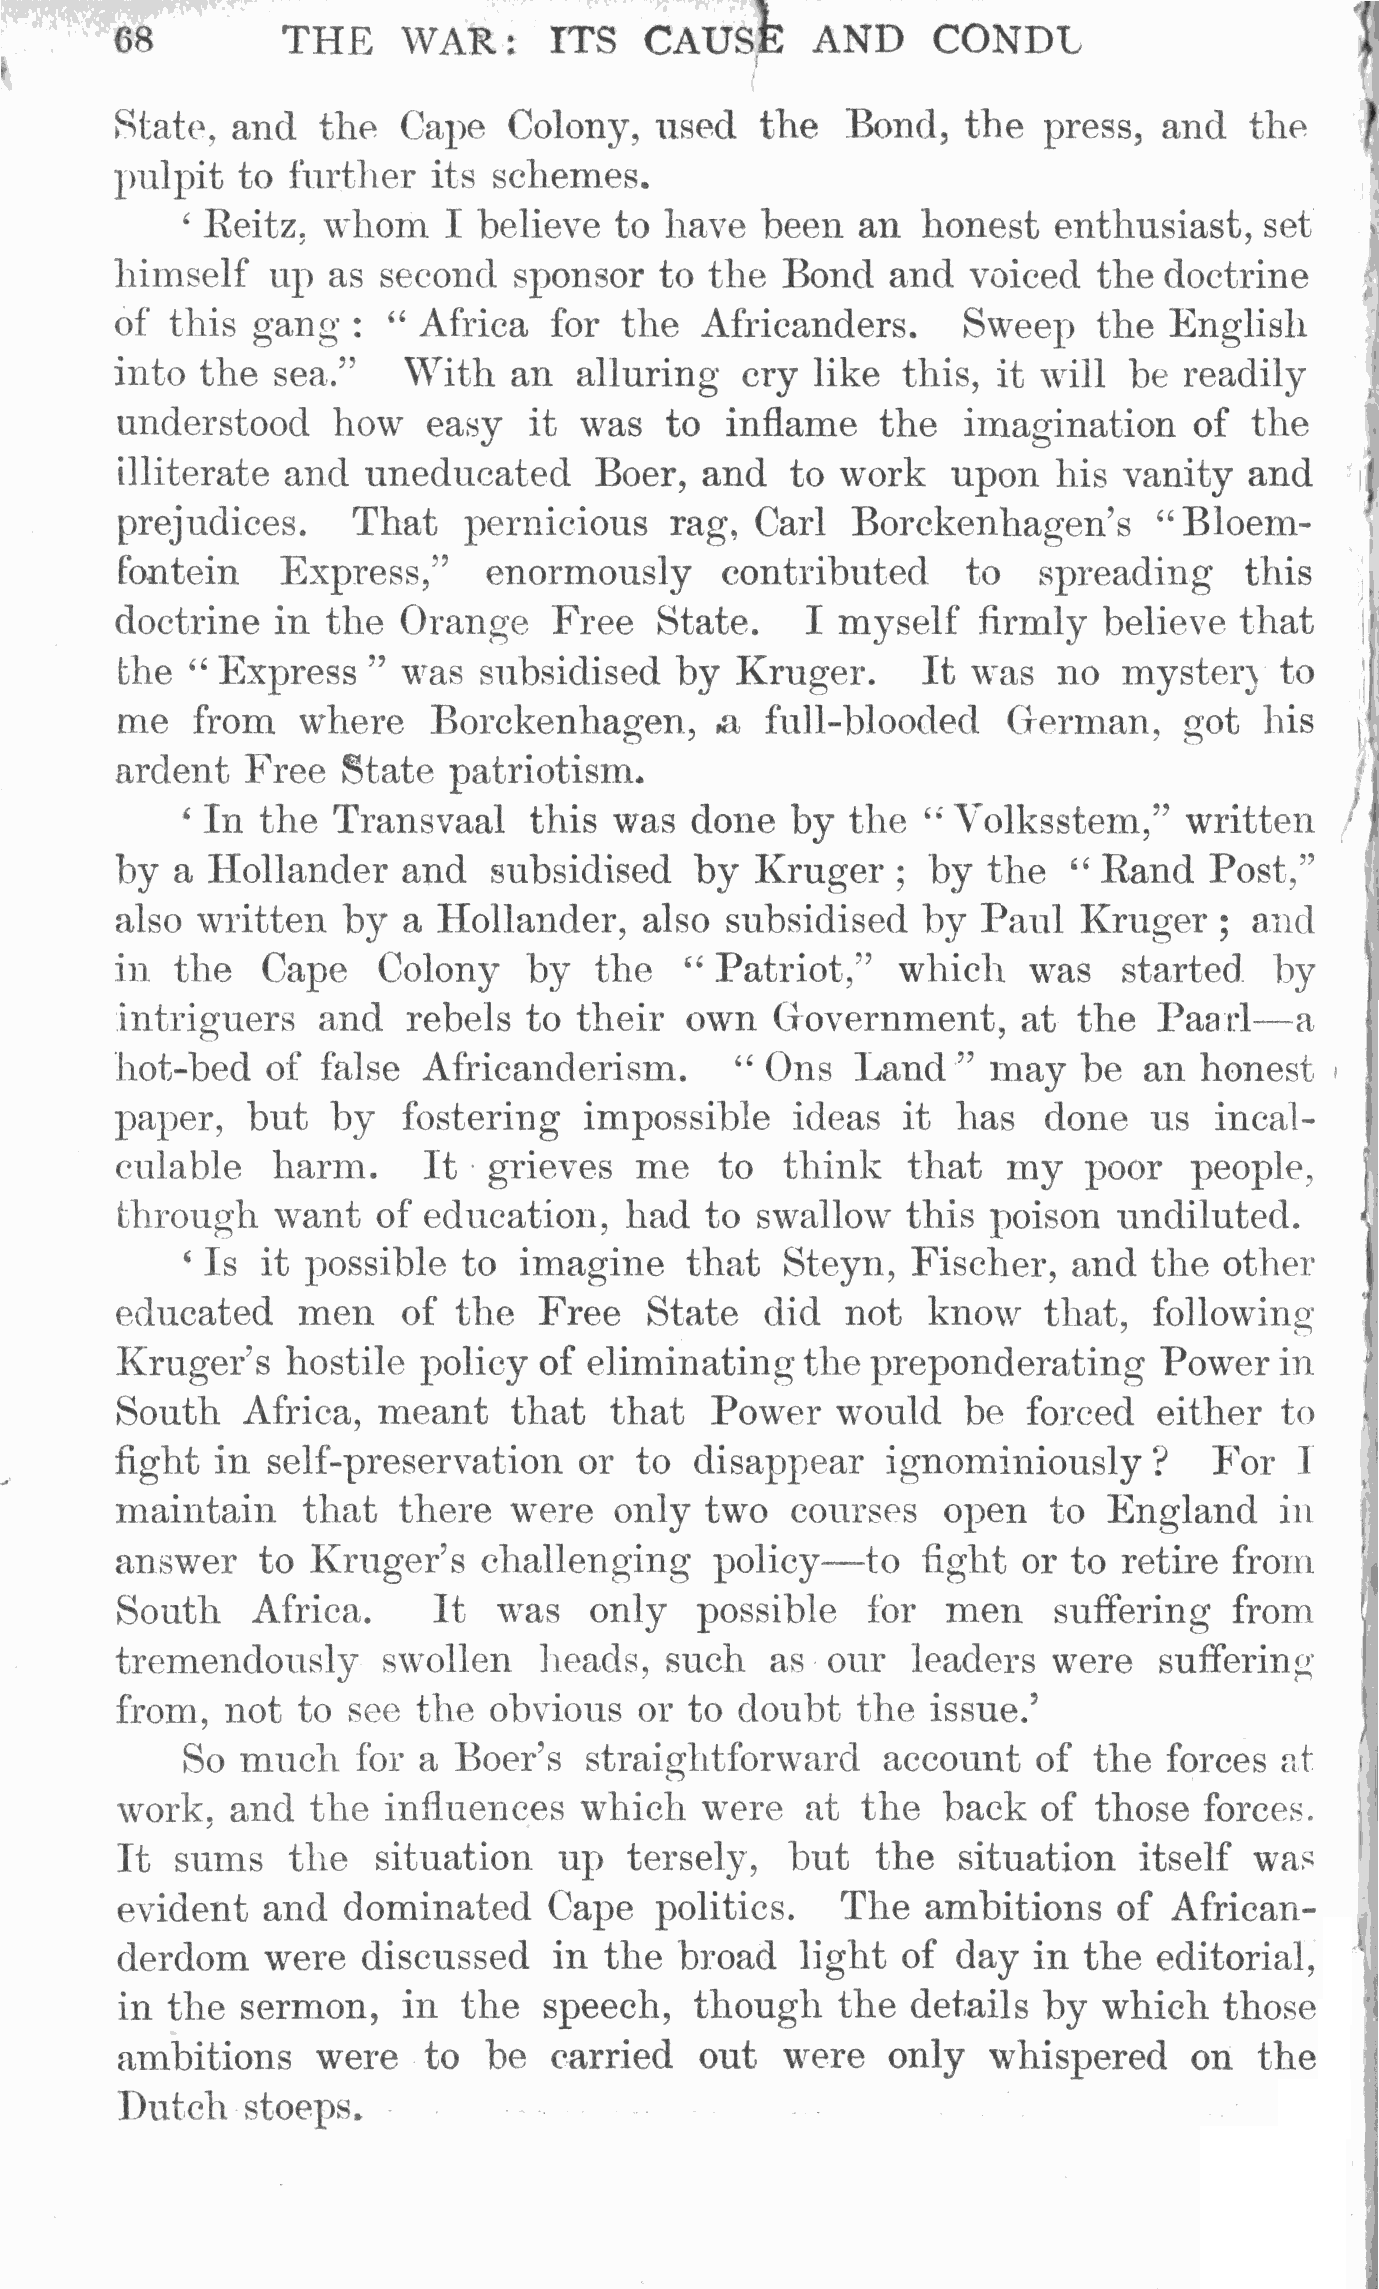 68 THE WAR: ITS CAUSE AND COND
State, and the Cape Colony, used the Bond, the press, and the
pulpit to further its schemes.
‘ Reitz, whom I believe to have been an honest enthusiast, set
himself up as second sponsor to the Bond and voiced the doctrine
of this gang : “ Africa for the Africanders. Sweep the English
into the sea.” With an alluring cry like this, it will be readily
understood how easy it was to inflame the imagination of the
illiterate and uneducated Boer, and to work upon his vanity and
prejudices. That pernicious rag, Carl Borckenhagen’s “ Bloem-
fontein Express,” enormously contributed to spreading this
doctrine in the Orange Free State. I myself firmly believe that
the “ Express ” was subsidised by Kruger. It was no mystery to
me from where Borckenhagen, a full-blooded German, got his
ardent Free State patriotism.
‘ In the Transvaal this was done by the “ Volksstem,” written
by a Hollander and subsidised by Kruger ; by the “ Rand Post,”
also written by a Hollander, also subsidised by Paul Kruger ; and
in the Cape Colony by the “ Patriot,” which was started by
intriguers and rebels to their own Government, at the Paarl—a
hot-bed of false Africanderism. “ Ons Land ” may be an honest
paper, but by fostering impossible ideas it has done us incal-
culable harm. It grieves me to think that my poor people,
through want of education, had to swallow this poison undiluted.
‘ Is it possible to imagine that Steyn, Fischer, and the other
educated men of the Free State did not know that, following
Kruger’s hostile policy of eliminating the preponderating Power in
South Africa, meant that that Power would be forced either to
fight in self-preservation or to disappear ignominiously ? For I
maintain that there were only two courses open to England in
answer to Kruger’s challenging policy—to fight or to retire from
South Africa. It was only possible for men suffering from
tremendously swollen heads, such as our leaders were suffering
from, not to see the obvious or to doubt the issue.’
So much for a Boer’s straightforward account of the forces at
work, and the influences which were at the back of those forces.
It sums the situation up tersely, but the situation itself was
evident and dominated Cape politics. The ambitions of African-
derdom were discussed in the broad light of day in the editorial,
in the sermon, in the speech, though the details by which those
ambitions were to be carried out were only whispered on the
Dutch stoeps.